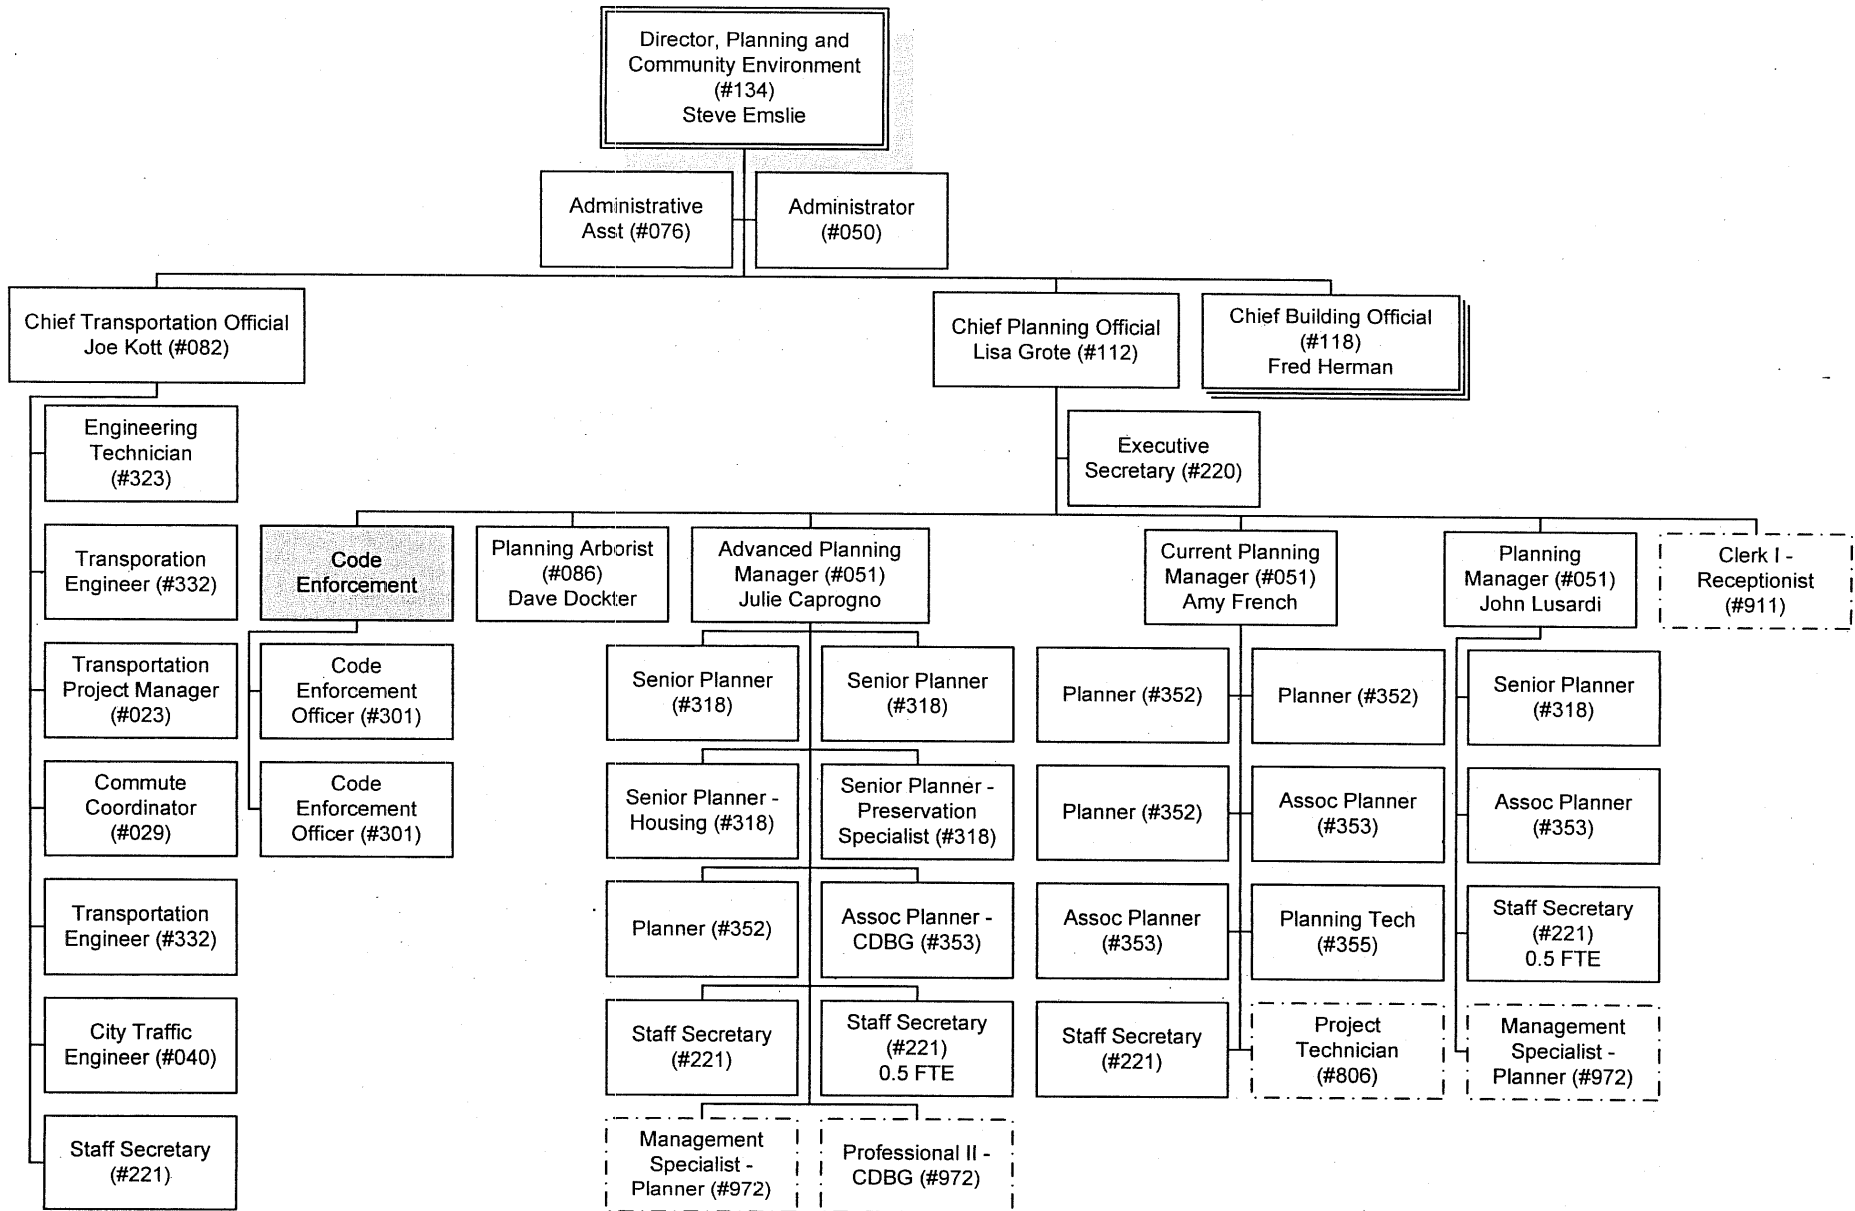 Director, Planning and
Community Environment
(#134)
Steve Emslie
Administrative
Asst (#076)
Administrator
(#050)
Chief Transportation Official
Joe Kott (#082)
Chief Planning Official
Lisa Grote (#112)
Chief Building Official
(#118)
Fred Herman
Executive
Secretary (#220)
Engineering
Technician
(#323)
Transporation
Engineer (#332)
Transportation
Project Manager
(#023)
Commute
Coordinator
(#029)
Transportation
Engineer (#332)
City Traffic
Engineer (#040)
Staff Secretary
(#221)
Code
Enforcement
Code
Enforcement
Officer (#301)
Code
Enforcement
Officer (#301)
Planning Arborist
(#086)
Dave Dockter
Advanced Planning
Manager (#051)
Julie Caprogno
Senior Planner
(#318)
Senior Planner
(#318)
Senior Planner -
Housing (#318)
Senior Planner -
Preservation
Specialist (#318)
Planner (#352)
Assoc Planner -
CDBG (#353)
Staff Secretary
(#221)
Staff Secretary
(#221)
0.5 FTE
Management
Specialist -
Planner (#972)
Professional II -
CDBG (#972)
Current Planning
Manager (#051)
Amy French
Planner (#352)
Planner (#352)
Planner (#352)
Assoc Planner
(#353)
Assoc Planner
(#353)
Planning Tech
(#355)
Staff Secretary
(#221)
Project
Technician
(#806)
Planning
Manager (#051)
John Lusardi
Senior Planner
(#318)
Assoc Planner
(#353)
Staff Secretary
(#221)
0.5 FTE
Management
Specialist -
Planner (#972)
Clerk I -
Receptionist
(#911)